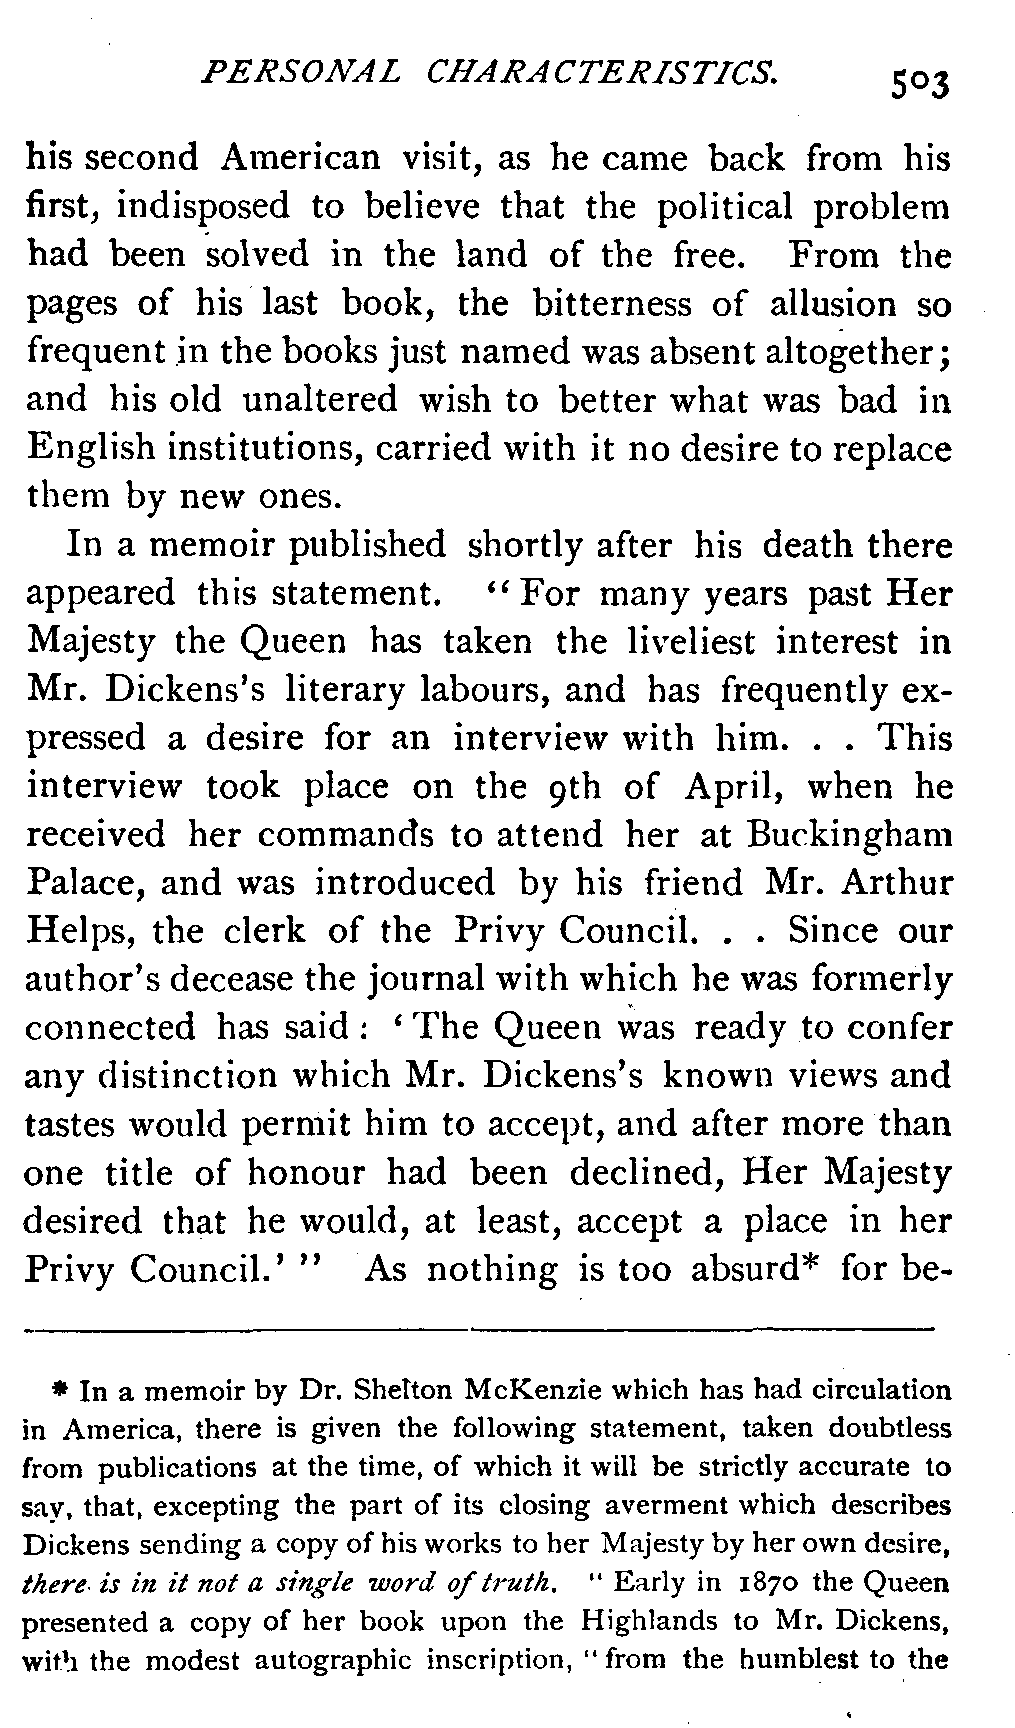 PERSONAL CHARACTERISTICS. 503
his second American visit, as he came back from his
first, indisposed to believe that the political problem
had been solved in the land of the free. From the
pages of his last book, the bitterness of allusion so
frequent in the books just named was absent altogether;
and his old unaltered wish to better what was bad in
English institutions, carried with it no desire to replace
them by new ones.
In a memoir published shortly after his death there
appeared this statement. “For many years past Her
Majesty the Queen has taken the liveliest interest in
Mr. Dickens's literary labours, and has frequently ex-
pressed a desire for an interview with him. . . This
interview took place on the 9th of April, when he
received her commands to attend her at Buckingham
Palace, and was introduced by his friend Mr. Arthur
Helps, the clerk of the Privy Council. . . Since our
author's decease the journal with which he was formerly
connected has said: ‘The Queen was ready to confer
any distinction which Mr. Dickens's known views and
tastes would permit him to accept, and after more than
one title of honour had been declined, Her Majesty
desired that he would, at least, accept a place in her
Privy Council.’” As nothing is too absurd* for be-
* In a memoir by Dr. Shelton McKenzie which has had circulation
in America, there is given the following statement, taken doubtless
from publications at the time, of which it will be strictly accurate to
say, that, excepting the part of its closing averment which describes
Dickens sending a copy of his works to her Majesty by her own desire,
there is in it not a single word of truth. “Early in 1870 the Queen
presented a copy of her book upon the Highlands to Mr. Dickens,
with the modest autographic inscription, “from the humblest to the